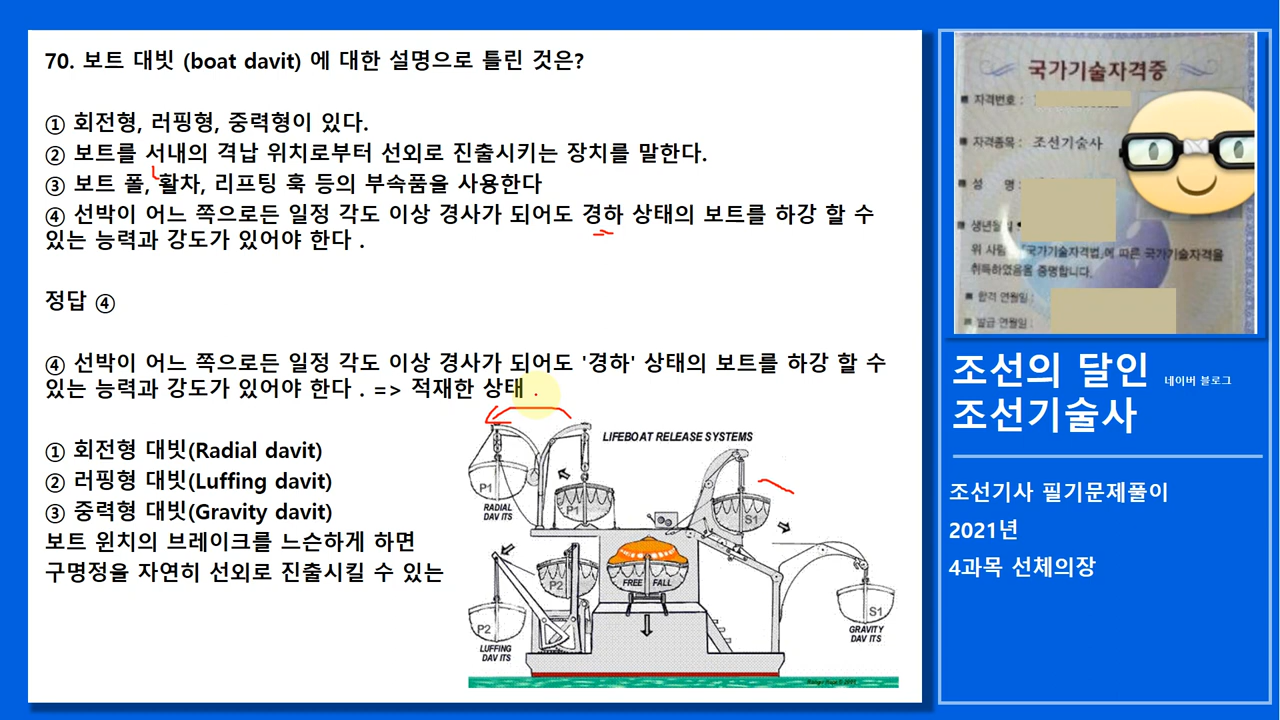 70. 보트 대빗 (boat davit) 에 대한 설명으로 틀린 것은?
① 회전형, 러핑형, 중력형이 있다.
② 보트를 서내의 격납 위치로부터 선외로 진출시키는 장치를 말한다.
③ 보트 폴, 활차, 리프팅 훅 등의 부속품을 사용한다
④ 선박이 어느 쪽으로든 일정 각도 이상 경사가 되어도 경하 상태의 보트를 하강 할 수
있는 능력과 강도가 있어야 한다 .
정답 ④
④ 선박이 어느 쪽으로든 일정 각도 이상 경사가 되어도 '경하' 상태의 보트를 하강 할 수
있는 능력과 강도가 있어야 한다 . => 적재한 상태 .
① 회전형 대빗(Radial davit)
② 러핑형 대빗(Luffing davit)
③ 중력형 대빗(Gravity davit)
보트 윈치의 브레이크를 느슨하게 하면
구명정을 자연히 선외로 진출시킬 수 있는
LIFEBOAT RELEASE SYSTEMS
P1
RADIAL
DAV ITS
P1
S1
P2
FREE FALL
P2
LUFFING
DAV ITS
S1
GRAVITY
DAV ITS
국가기술자격증
■ 자격번호 :
■ 자격종목 : 조선기술사
■ 성 명 :
■ 생년월일
위 사람 「국가기술자격법」에 따른 국가기술자격을
취득하였음을 증명합니다.
■ 합격 연월일 :
■ 발급 연월일 :
조선의 달인 네이버 블로그
조선기술사
조선기사 필기문제풀이
2021년
4과목 선체의장